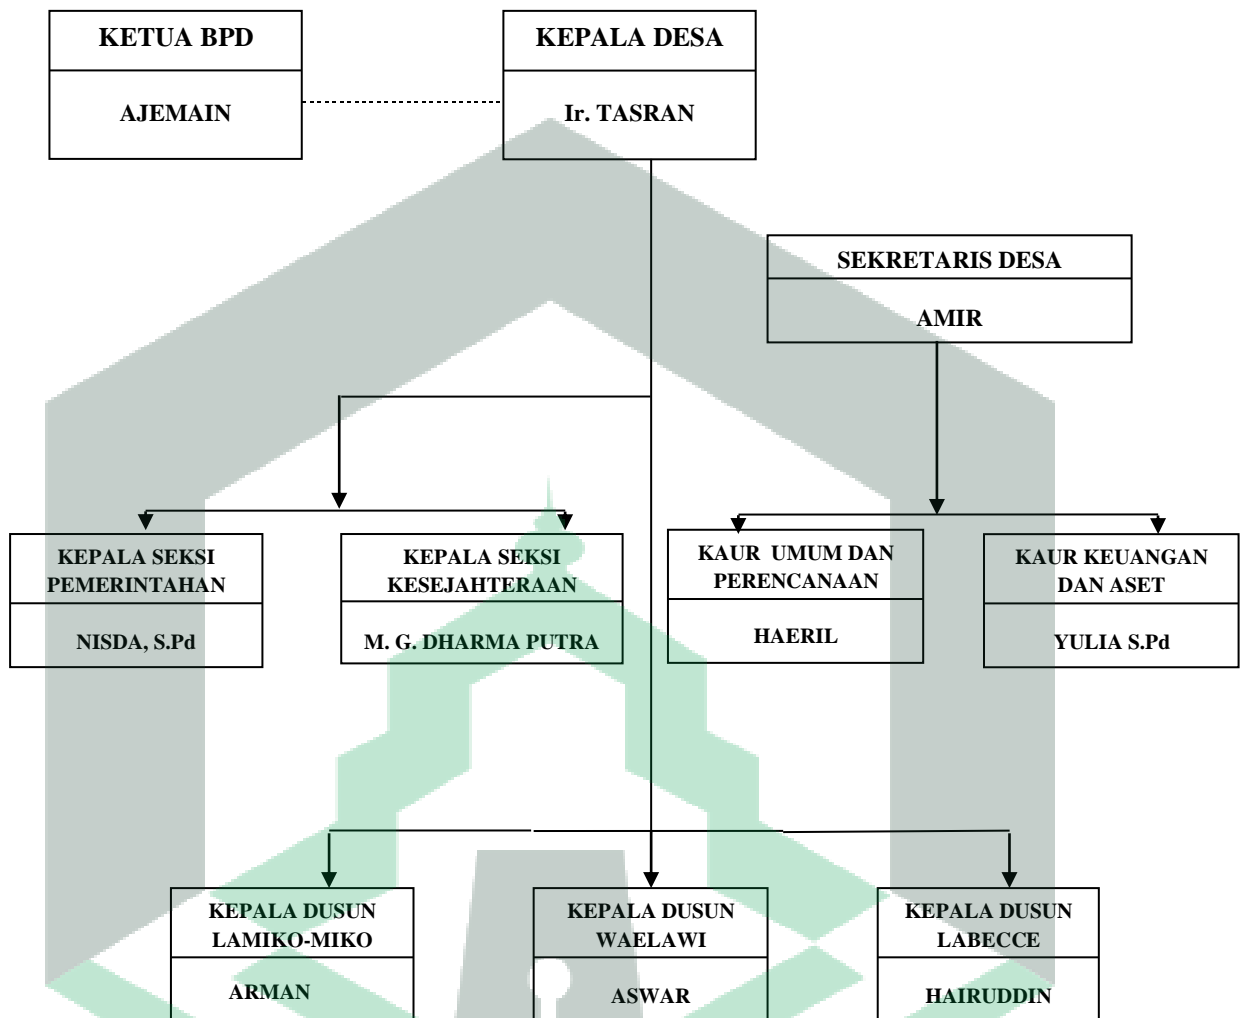 KETUA BPD
AJEMAIN
KEPALA DESA
Ir. TASRAN
SEKRETARIS DESA
AMIR
KEPALA SEKSI
PEMERINTAHAN
NISDA, S.Pd
KEPALA SEKSI
KESEJAHTERAAN
M. G. DHARMA PUTRA
KAUR UMUM DAN
PERENCANAAN
HAERIL
KAUR KEUANGAN
DAN ASET
YULIA S.Pd
KEPALA DUSUN
LAMIKO-MIKO
ARMAN
KEPALA DUSUN
WAELAWI
ASWAR
KEPALA DUSUN
LABECCE
HAIRUDDIN